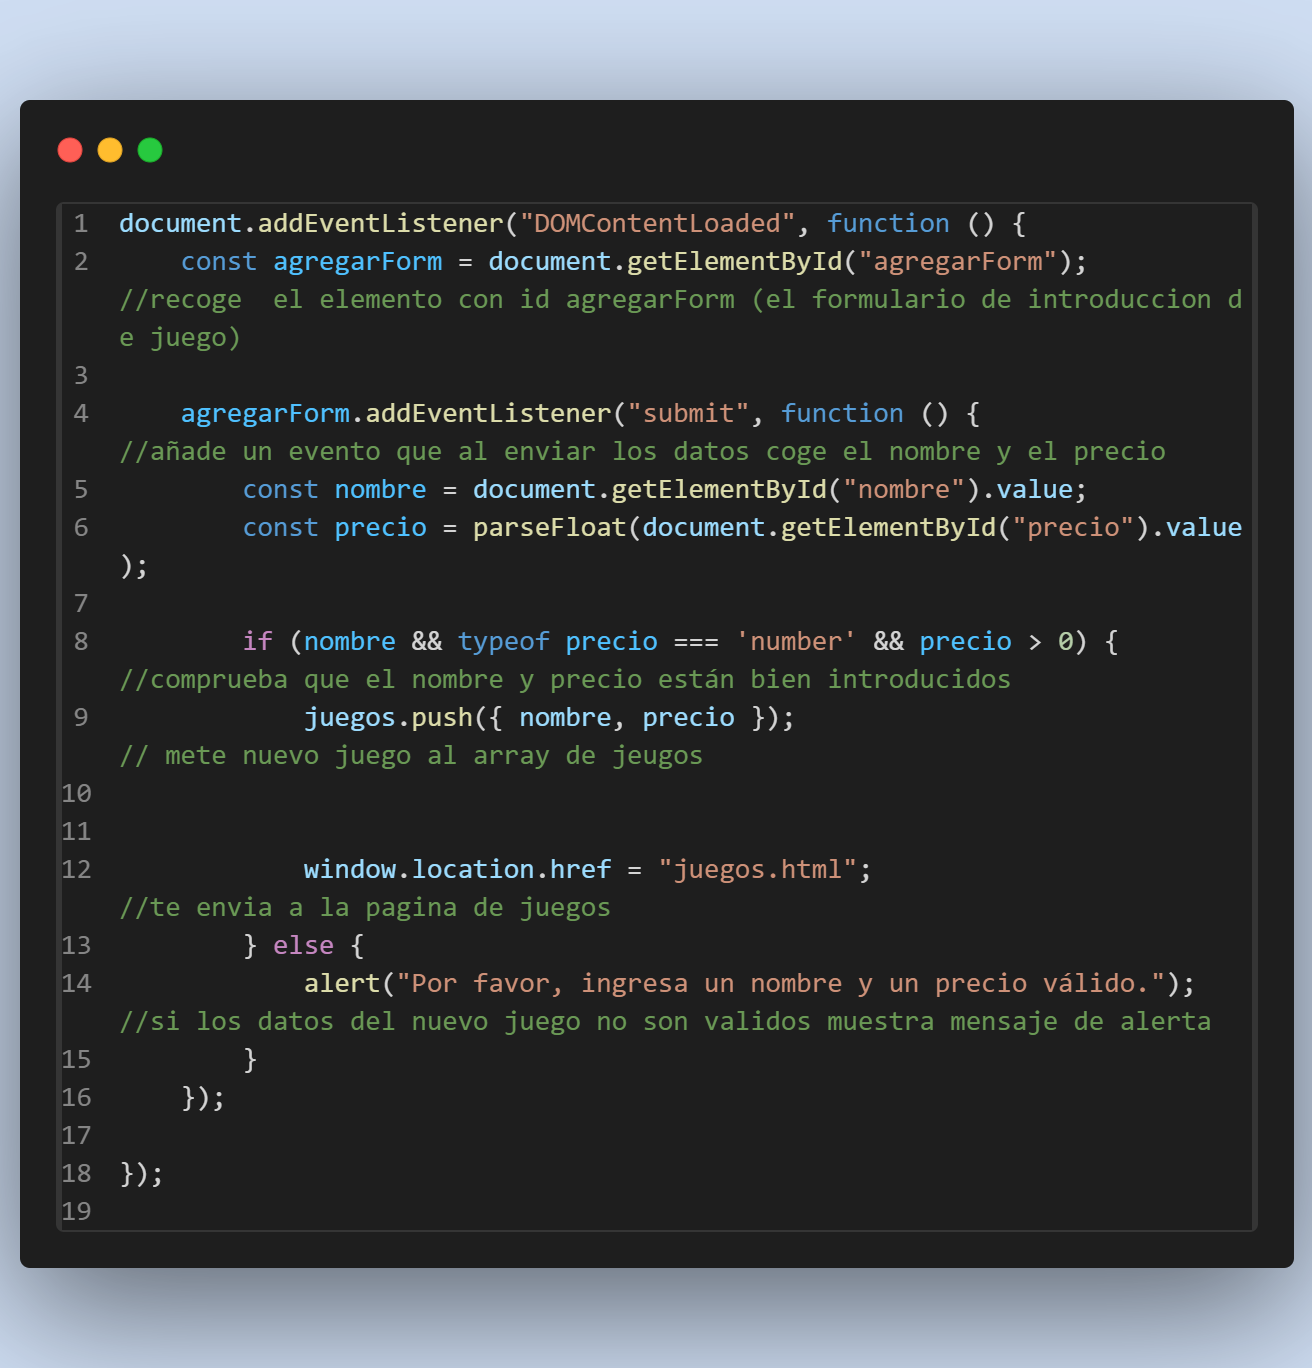 1 document.addEventListener("DOMContentLoaded", function () {
2     const agregarForm = document.getElementById("agregarForm");
//recoge  el elemento con id agregarForm (el formulario de introduccion d
e juego)
3
4     agregarForm.addEventListener("submit", function () {
//añade un evento que al enviar los datos coge el nombre y el precio
5         const nombre = document.getElementById("nombre").value;
6         const precio = parseFloat(document.getElementById("precio").value
);
7
8         if (nombre && typeof precio === 'number' && precio > 0) {
//comprueba que el nombre y precio están bien introducidos
9             juegos.push({ nombre, precio });
// mete nuevo juego al array de jeugos
10
11
12             window.location.href = "juegos.html";
//te envia a la pagina de juegos
13         } else {
14             alert("Por favor, ingresa un nombre y un precio válido.");
//si los datos del nuevo juego no son validos muestra mensaje de alerta
15         }
16     });
17
18 });
19